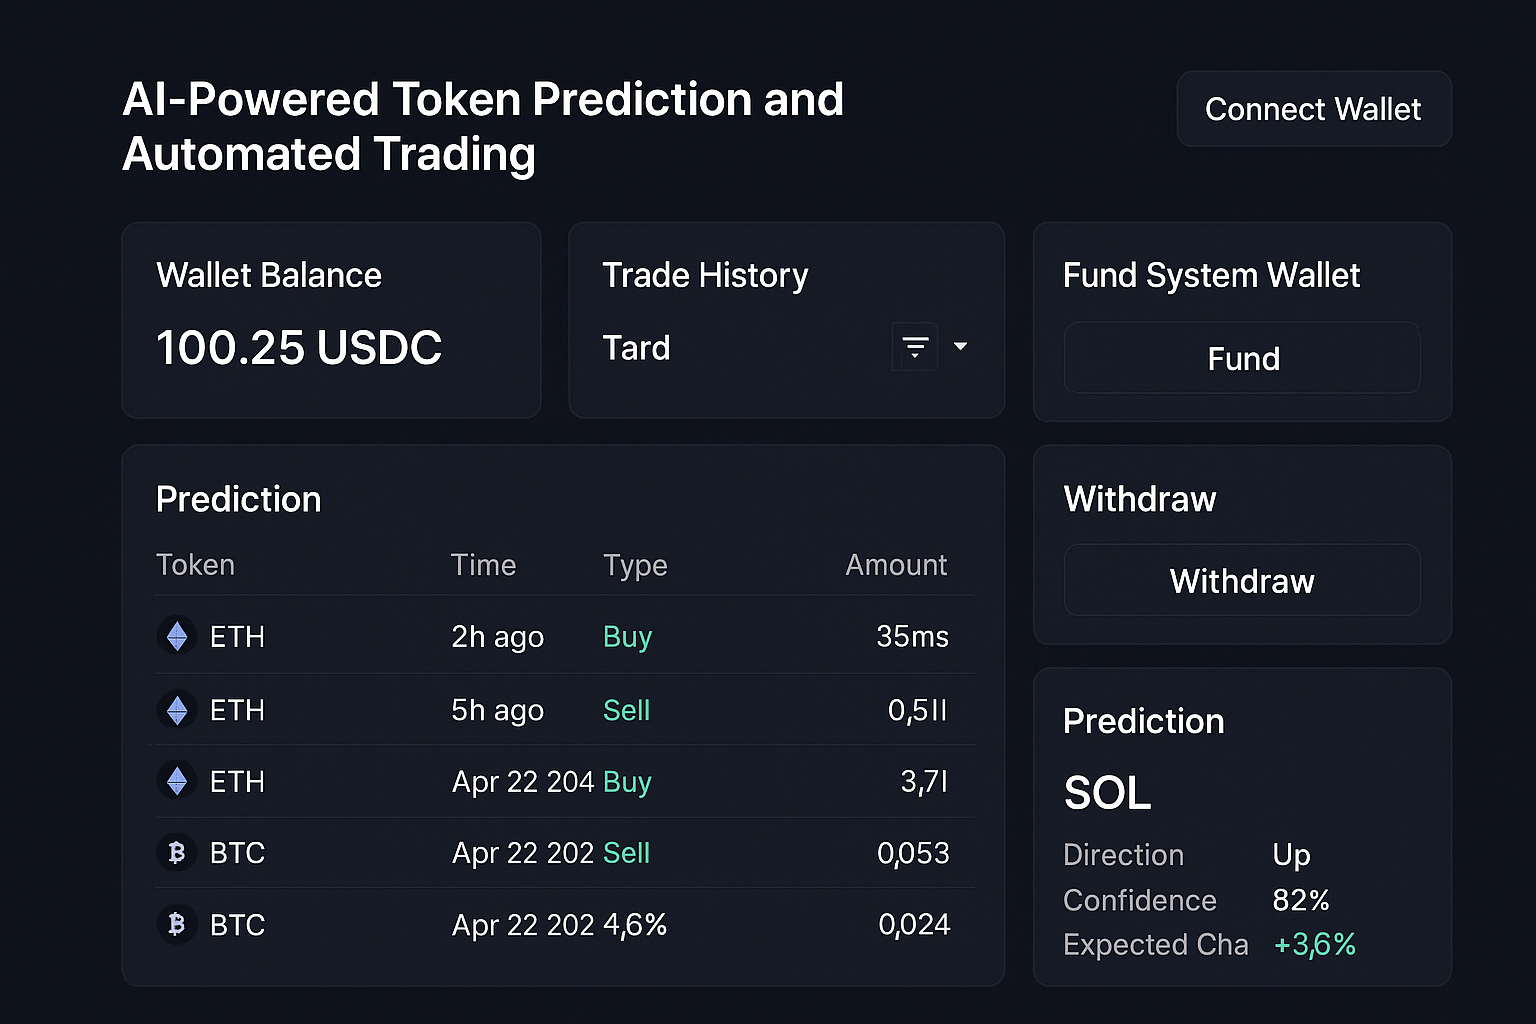 AI-Powered Token Prediction and
Automated Trading
Connect Wallet
Wallet Balance
100.25 USDC
Trade History
Tard
Fund System Wallet
Fund
Prediction
Token Time Type Amount
ETH 2h ago Buy 35ms
ETH 5h ago Sell 0,5II
ETH Apr 22 204 Buy 3,7I
BTC Apr 22 202 Sell 0,053
BTC Apr 22 202 4,6% 0,024
Withdraw
Withdraw
Prediction
SOL
Direction Up
Confidence 82%
Expected Cha +3,6%